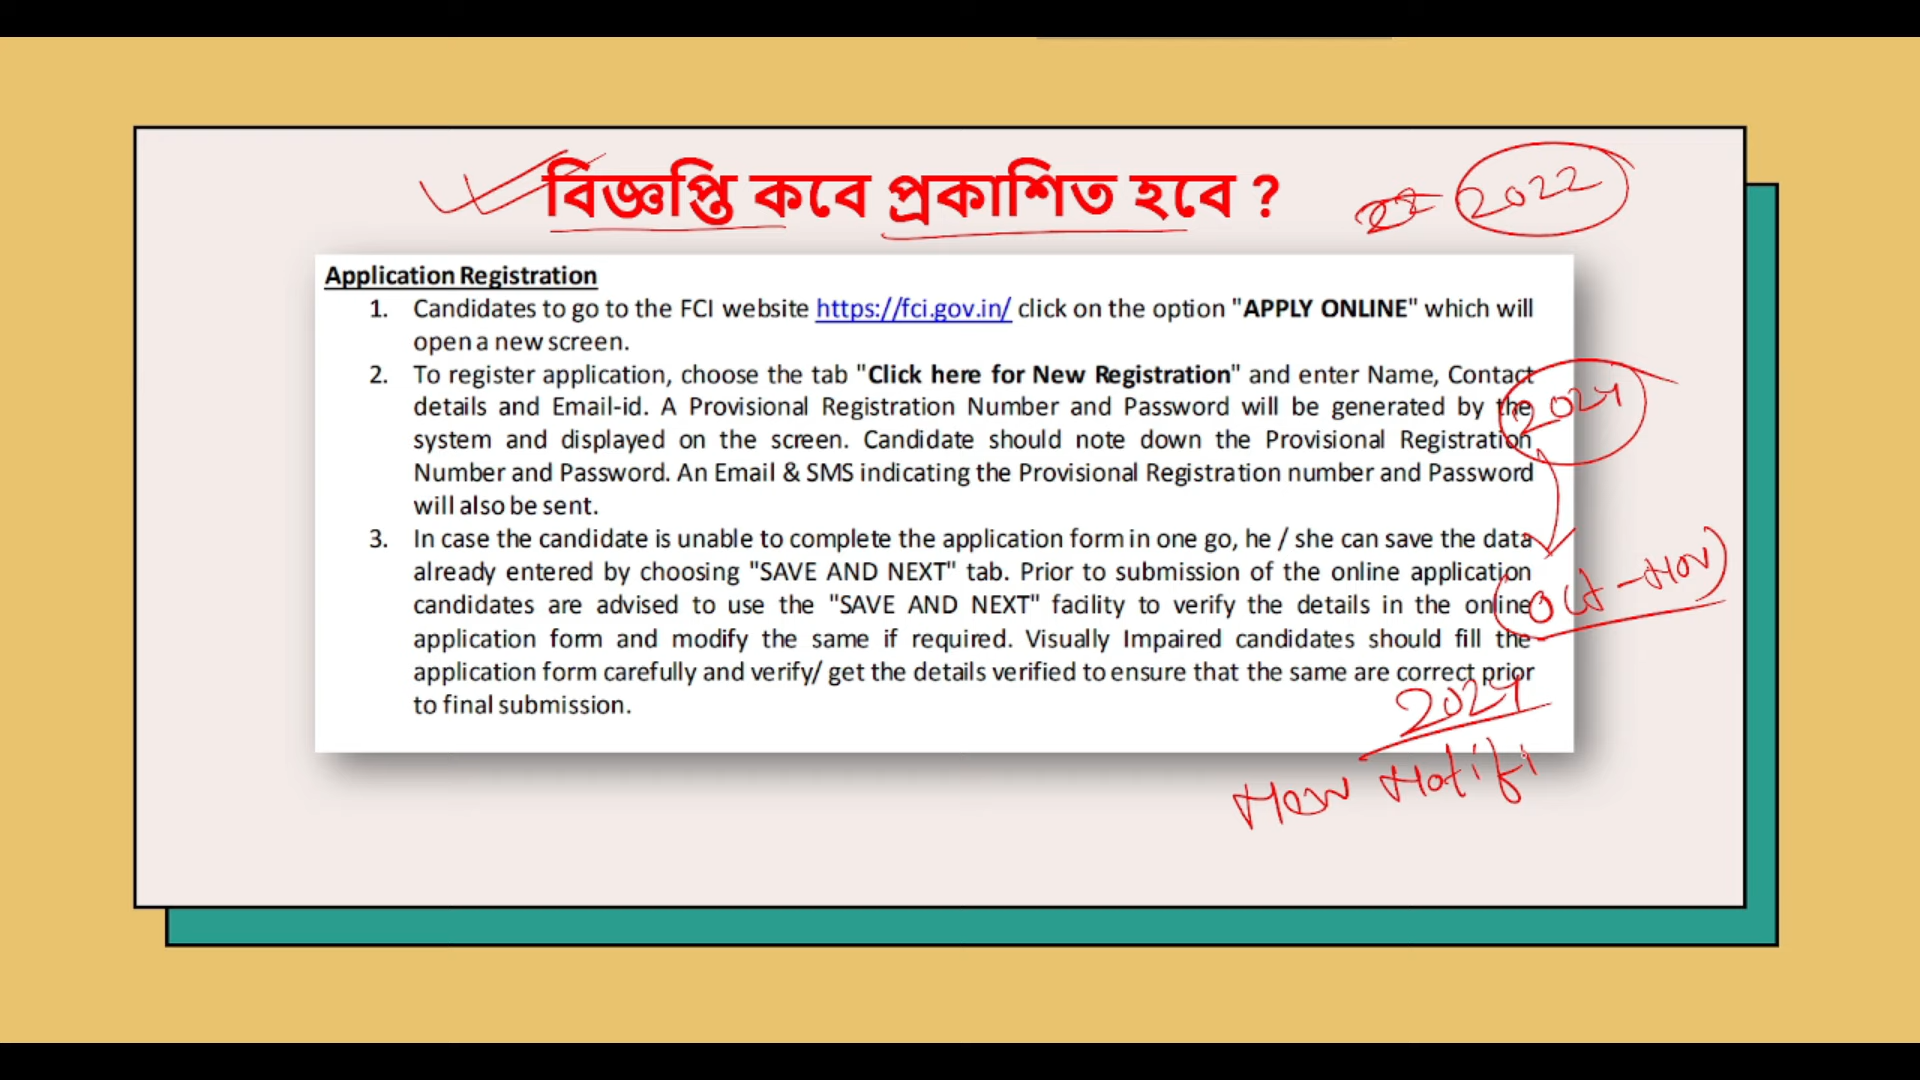 বিজ্ঞপ্তি কবে প্রকাশিত হবে ?
2022
Application Registration
1. Candidates to go to the FCI website https://fci.gov.in/ click on the option "APPLY ONLINE" which will
open a new screen.
2. To register application, choose the tab "Click here for New Registration" and enter Name, Contact
details and Email-id. A Provisional Registration Number and Password will be generated by the
2024
system and displayed on the screen. Candidate should note down the Provisional Registration
Number and Password. An Email & SMS indicating the Provisional Registration number and Password
will also be sent.
3. In case the candidate is unable to complete the application form in one go, he / she can save the data
already entered by choosing "SAVE AND NEXT" tab. Prior to submission of the online application
candidates are advised to use the "SAVE AND NEXT" facility to verify the details in the online
Oct-Nov
application form and modify the same if required. Visually Impaired candidates should fill the
application form carefully and verify/ get the details verified to ensure that the same are correct prior
to final submission.
2024
New Notifi